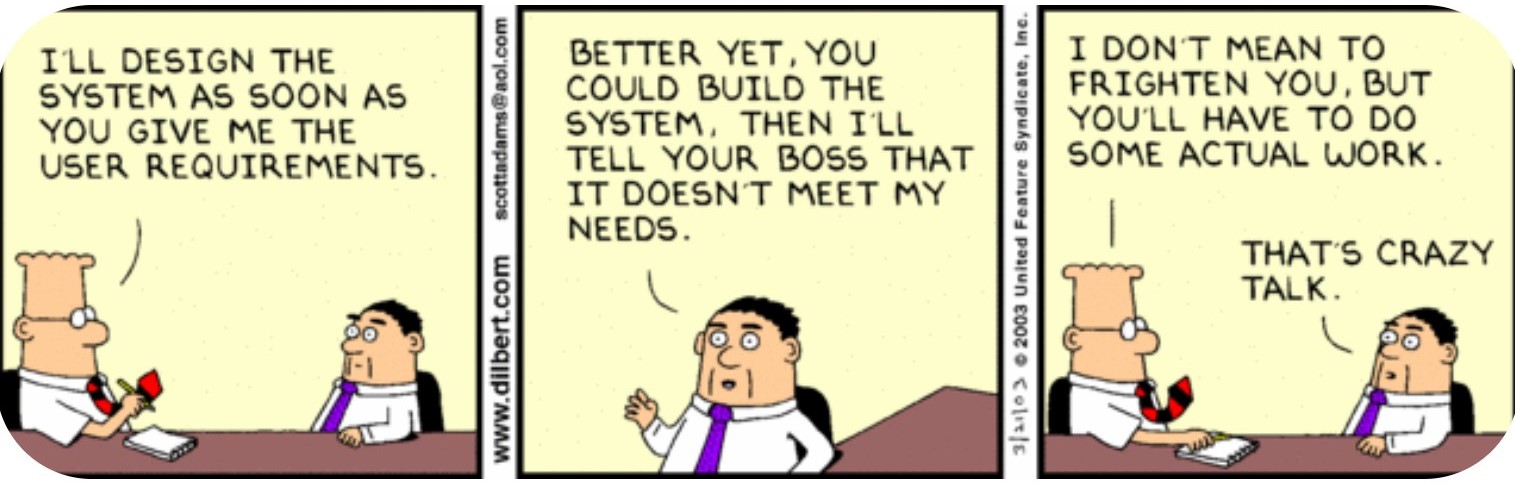 I'LL DESIGN THE
SYSTEM AS SOON AS
YOU GIVE ME THE
USER REQUIREMENTS.
www.dilbert.com scottadams@aol.com
BETTER YET, YOU
COULD BUILD THE
SYSTEM, THEN I'LL
TELL YOUR BOSS THAT
IT DOESN'T MEET MY
NEEDS.
3/21/03 © 2003 United Feature Syndicate, Inc.
I DON'T MEAN TO
FRIGHTEN YOU, BUT
YOU'LL HAVE TO DO
SOME ACTUAL WORK.
THAT'S CRAZY
TALK.